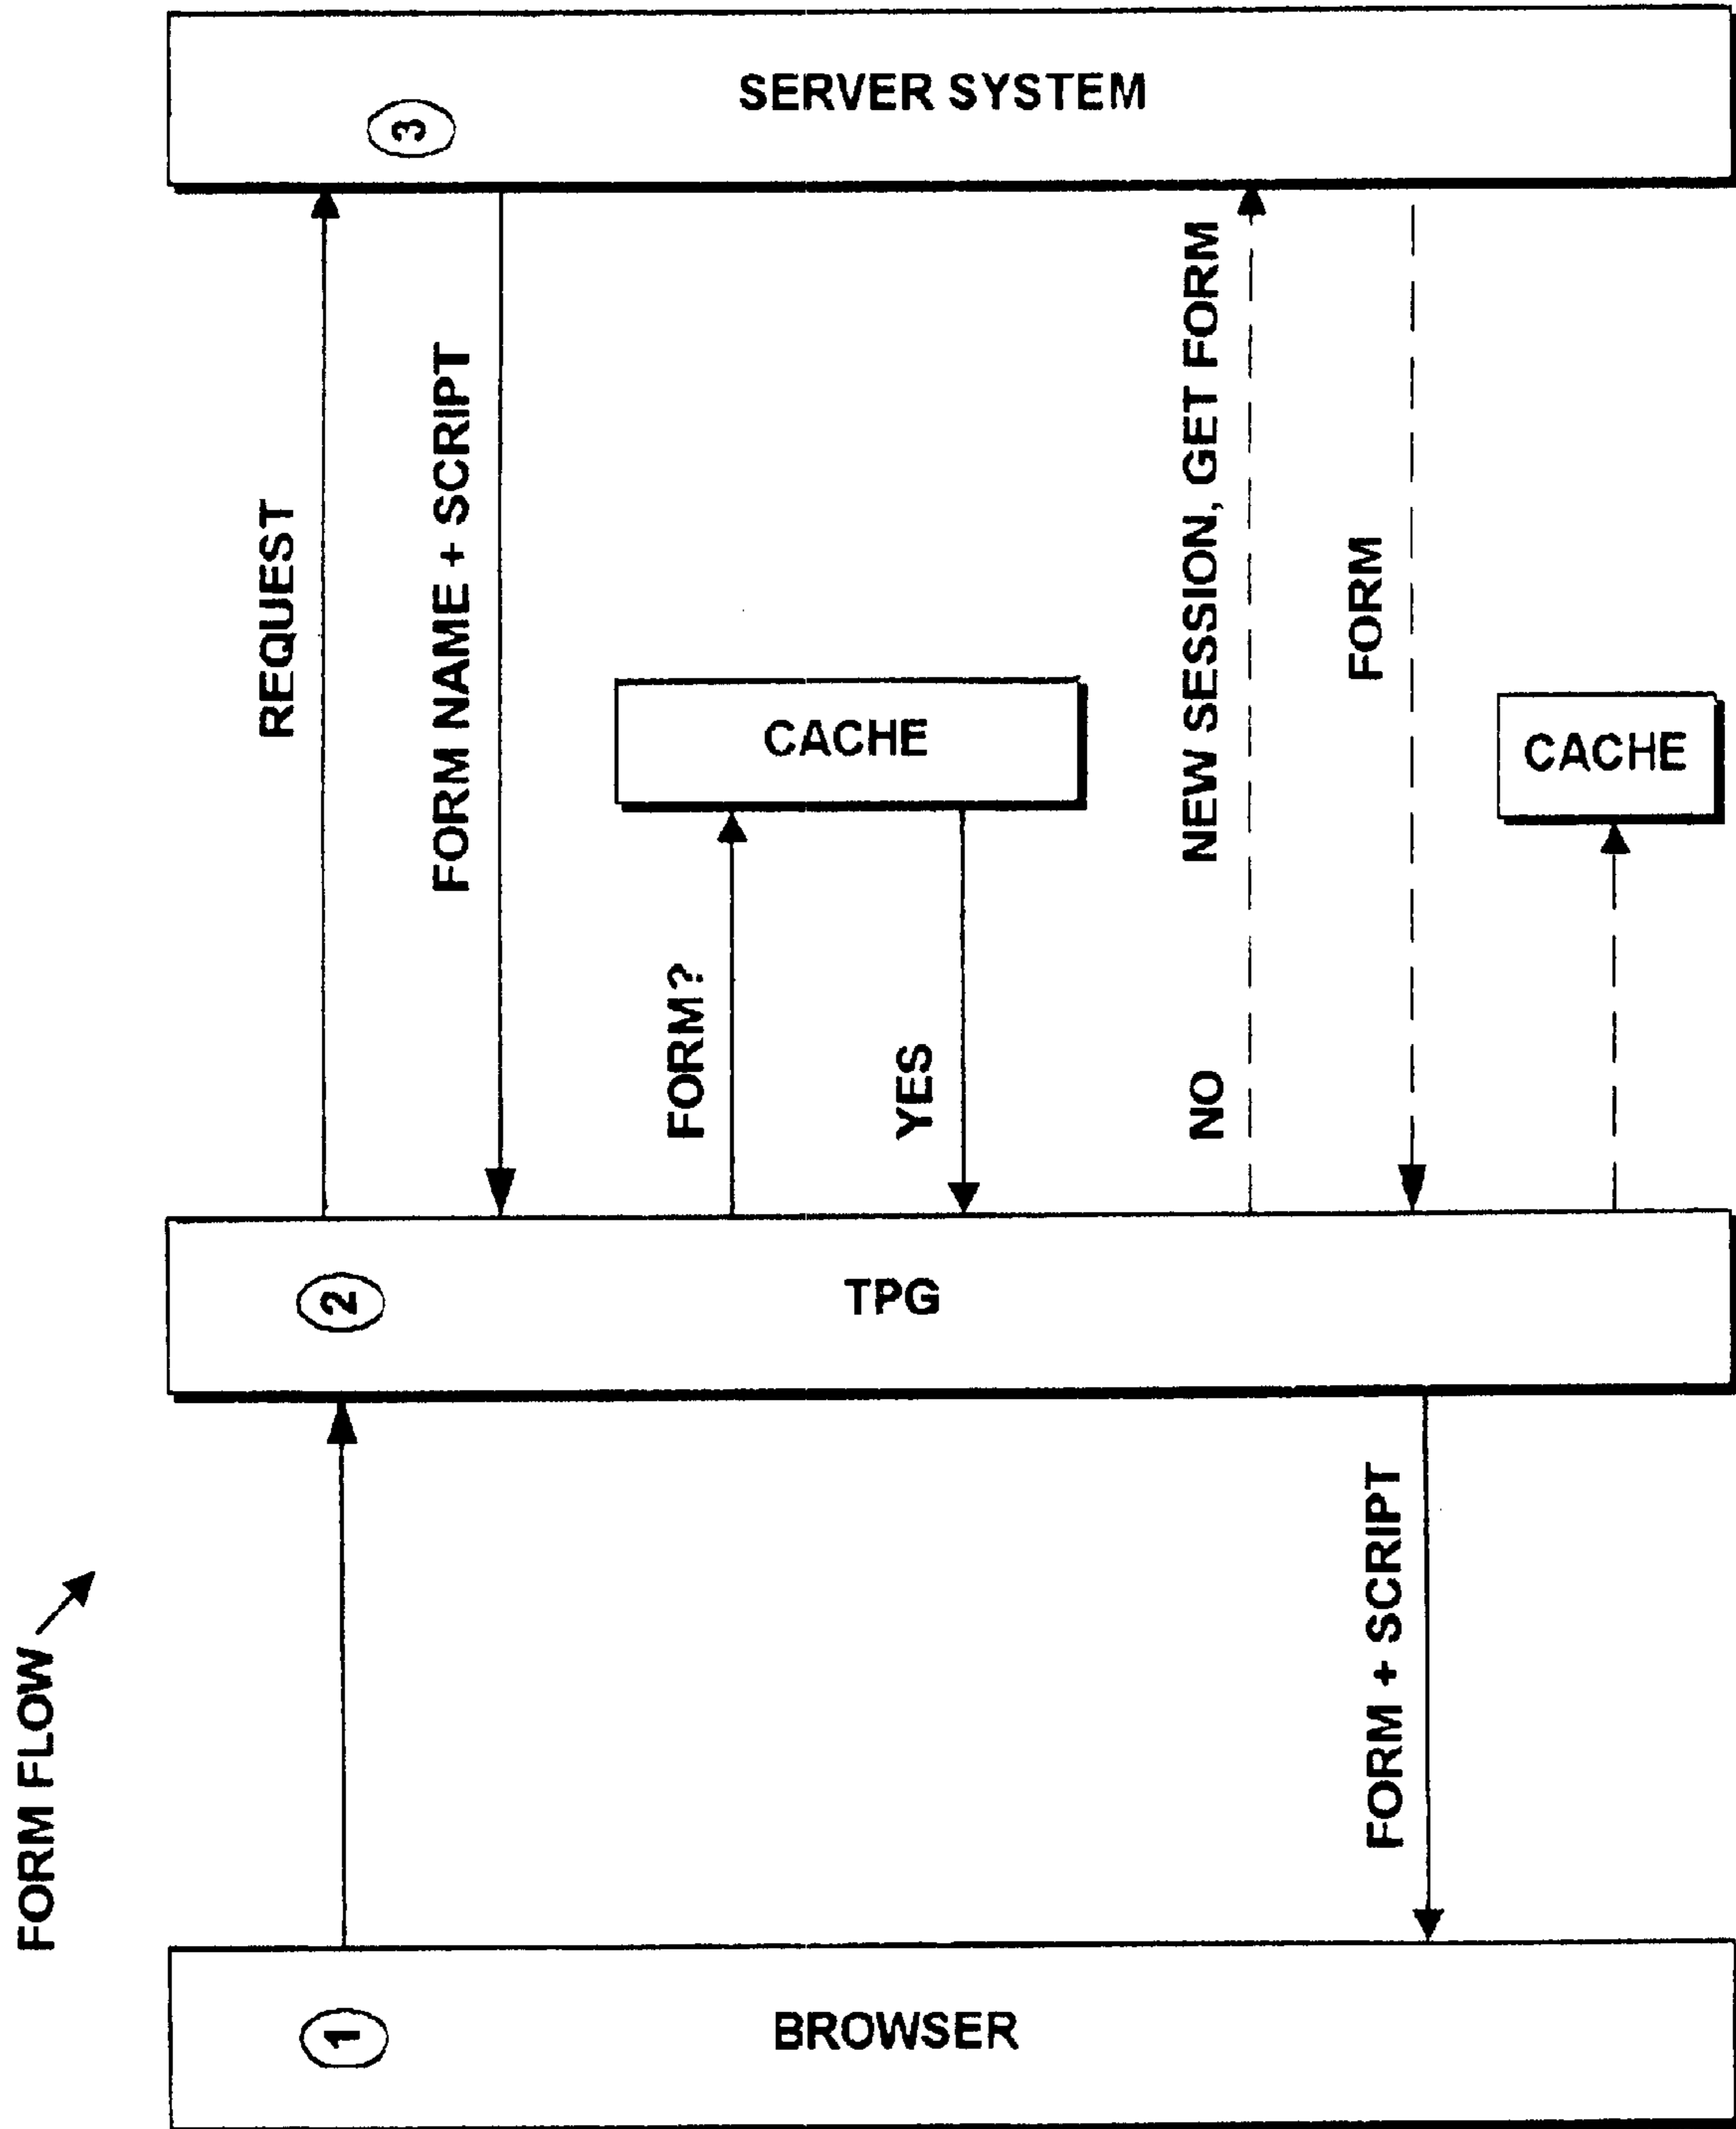 FORM FLOW
1
BROWSER
2
TPG
3
SERVER SYSTEM
REQUEST
FORM NAME + SCRIPT
FORM?
CACHE
YES
NO
NEW SESSION, GET FORM
FORM
CACHE
FORM + SCRIPT